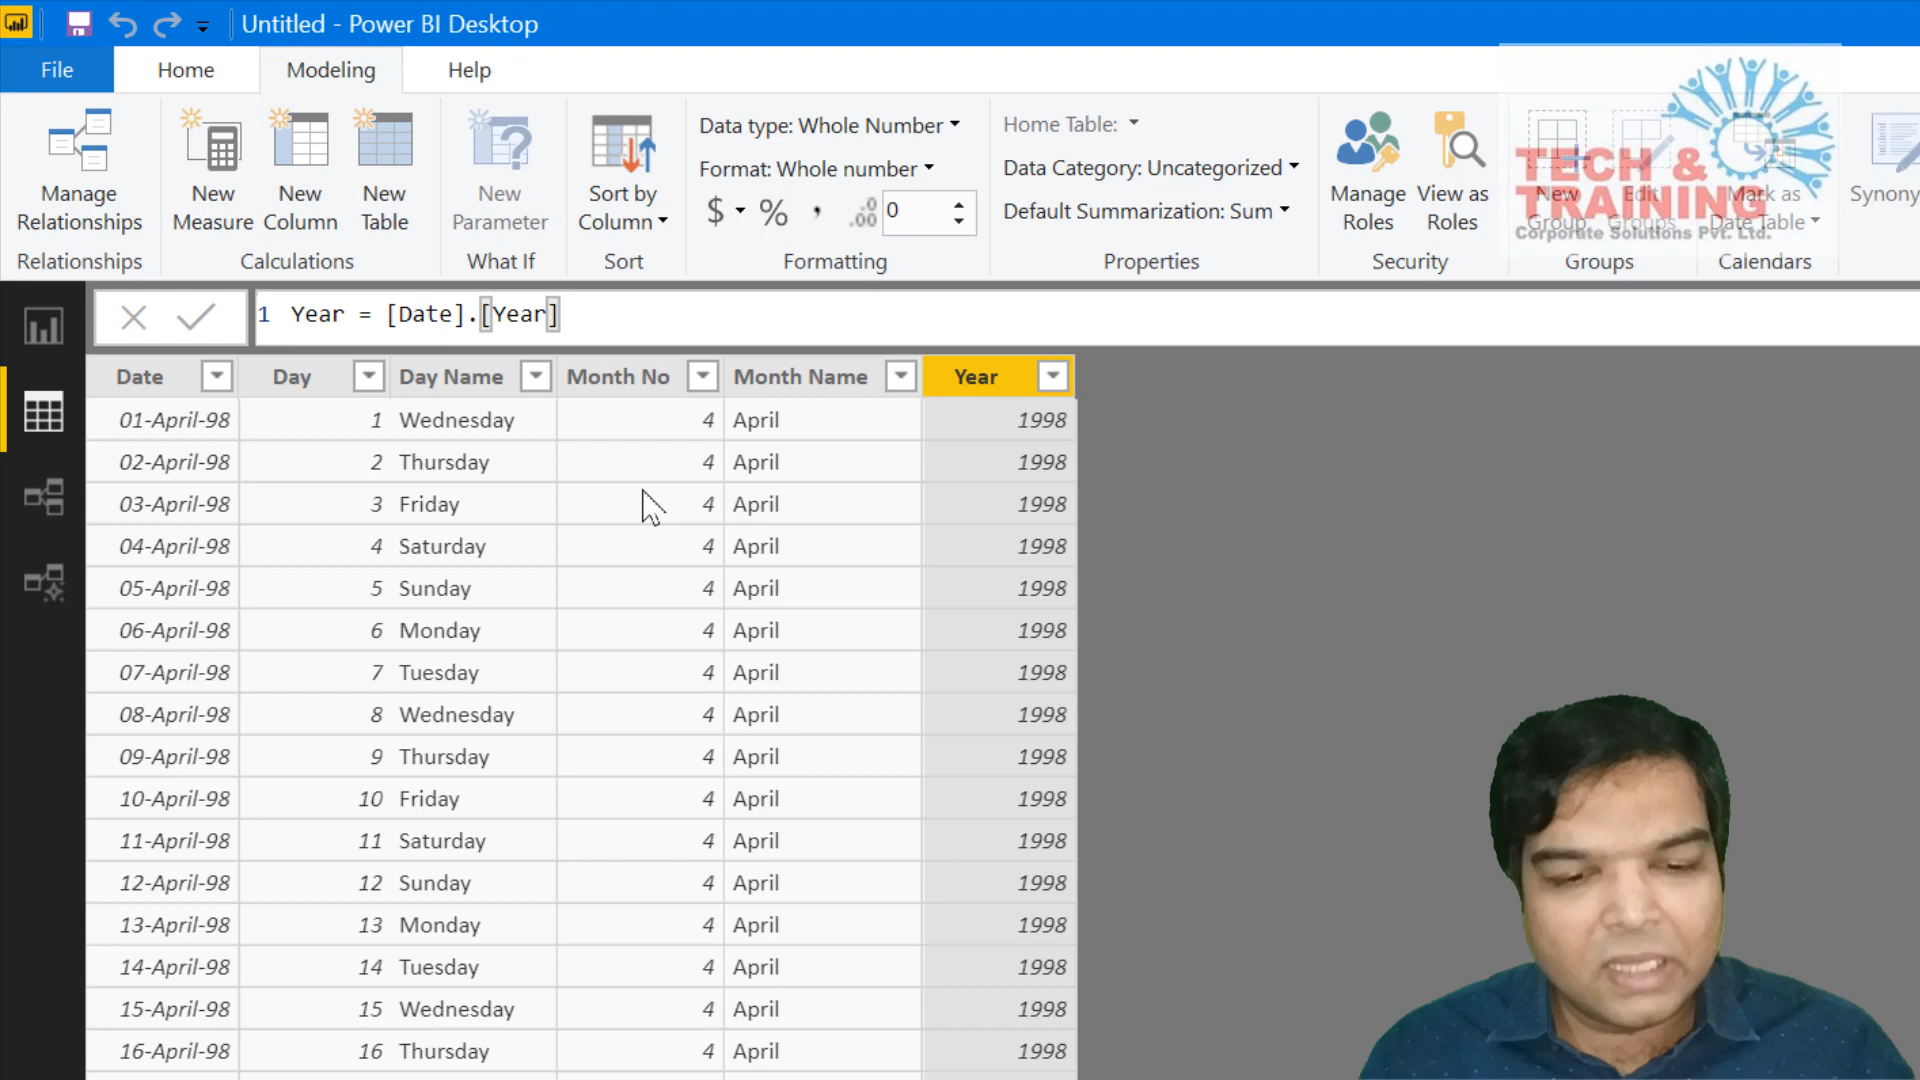 Untitled - Power BI Desktop
File Home Modeling Help
Manage Relationships
New Measure
New Column
New Table
New Parameter
Sort by Column
Data type: Whole Number
Format: Whole number
$ % , .00 0
Home Table:
Data Category: Uncategorized
Default Summarization: Sum
Manage Roles
View as Roles
New Group
Edit Groups
Mark as Date Table
Synonyms
TECH &
TRAINING
Corporate Solutions Pvt. Ltd.
Relationships Calculations What If Sort Formatting Properties Security Groups Calendars
1 Year = [Date].[Year]
Date Day Day Name Month No Month Name Year
01-April-98 1 Wednesday 4 April 1998
02-April-98 2 Thursday 4 April 1998
03-April-98 3 Friday 4 April 1998
04-April-98 4 Saturday 4 April 1998
05-April-98 5 Sunday 4 April 1998
06-April-98 6 Monday 4 April 1998
07-April-98 7 Tuesday 4 April 1998
08-April-98 8 Wednesday 4 April 1998
09-April-98 9 Thursday 4 April 1998
10-April-98 10 Friday 4 April 1998
11-April-98 11 Saturday 4 April 1998
12-April-98 12 Sunday 4 April 1998
13-April-98 13 Monday 4 April 1998
14-April-98 14 Tuesday 4 April 1998
15-April-98 15 Wednesday 4 April 1998
16-April-98 16 Thursday 4 April 1998